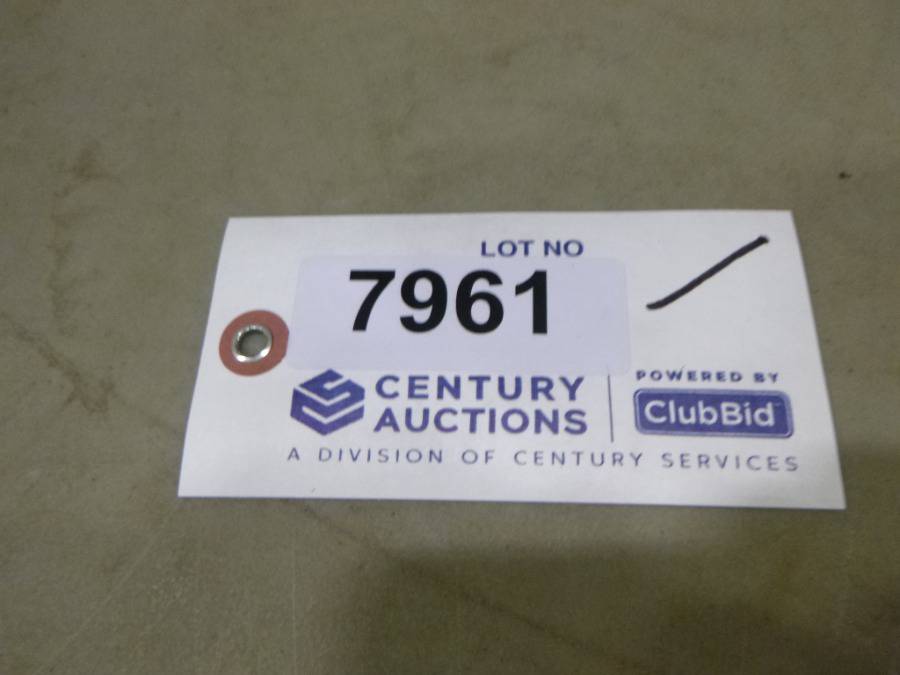 LOT NO
7961
CENTURY
AUCTIONS
POWERED BY
ClubBid
A DIVISION OF CENTURY SERVICES